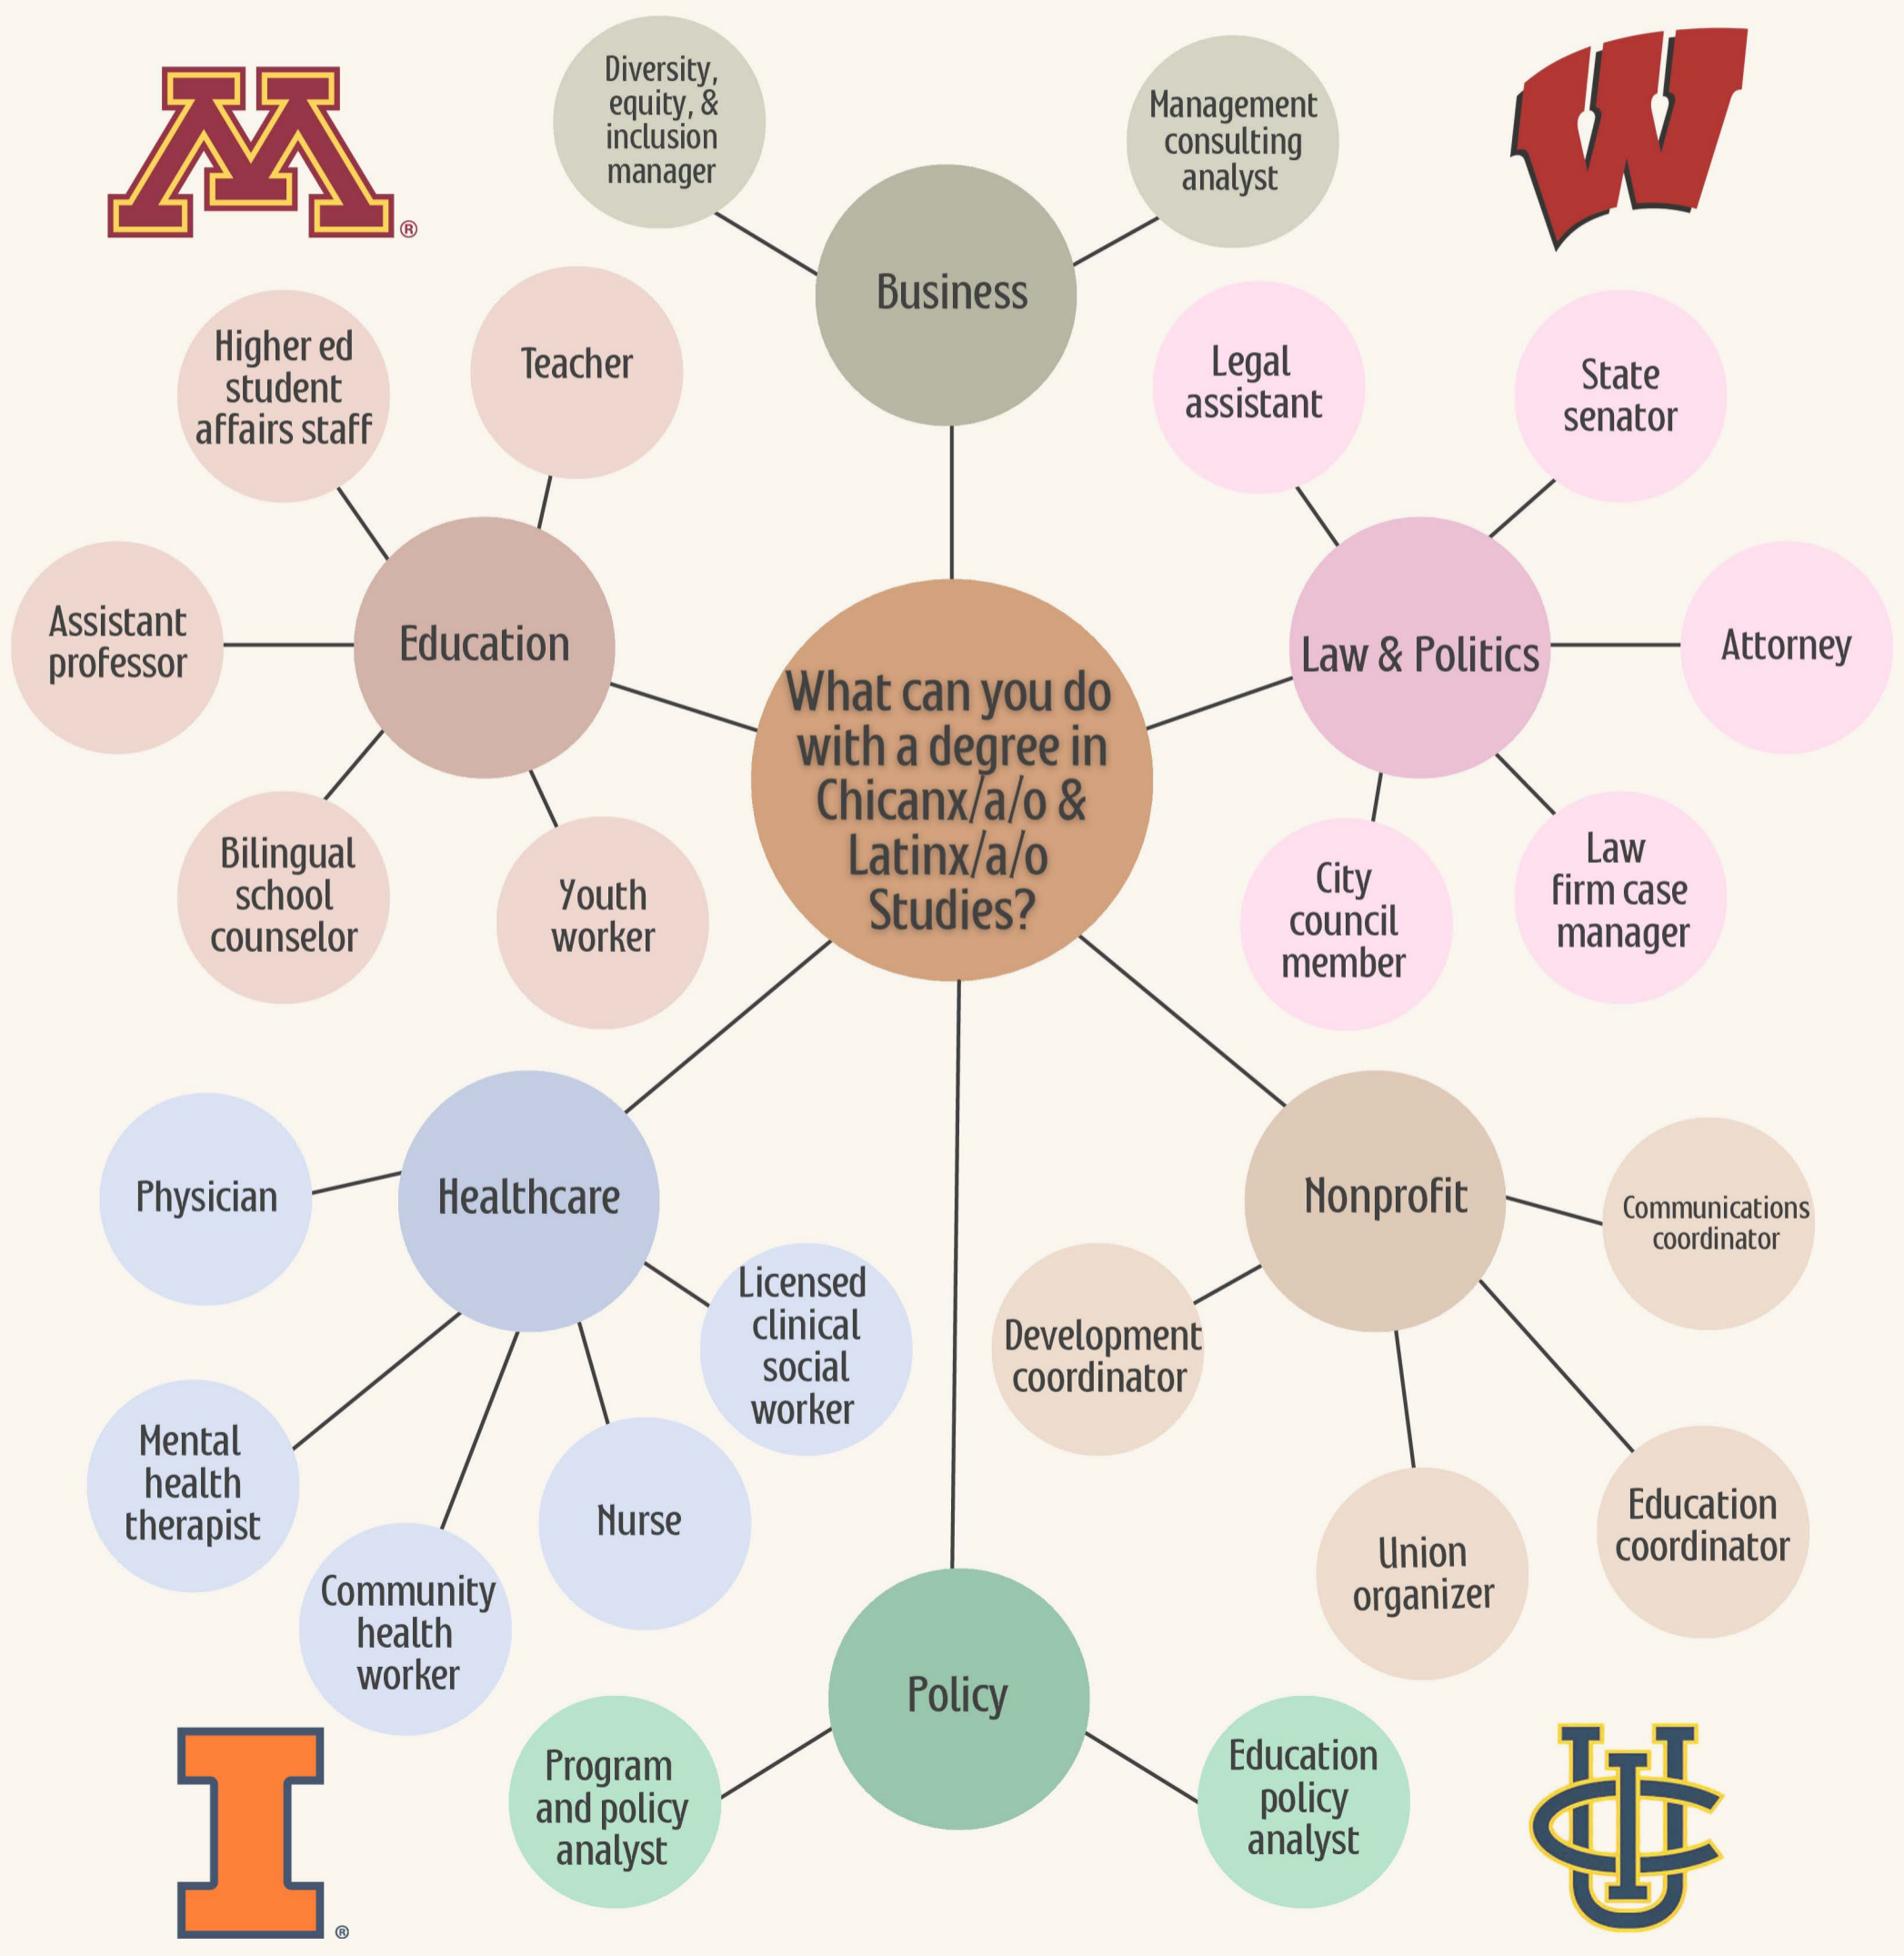 Diversity,
equity, &
inclusion
manager
Management
consulting
analyst
Business
M
®
W
Higher ed
student
affairs staff
Teacher
Assistant
professor
Education
Bilingual
school
counselor
Youth
worker
Legal
assistant
State
senator
Law & Politics
Attorney
City
council
member
Law
firm case
manager
What can you do
with a degree in
Chicanx/a/o &
Latinx/a/o
Studies?
Physician
Healthcare
Licensed
clinical
social
worker
Mental
health
therapist
Community
health
worker
Nurse
Nonprofit
Communications
coordinator
Development
coordinator
Union
organizer
Education
coordinator
Policy
Program
and policy
analyst
Education
policy
analyst
I
®
UCI